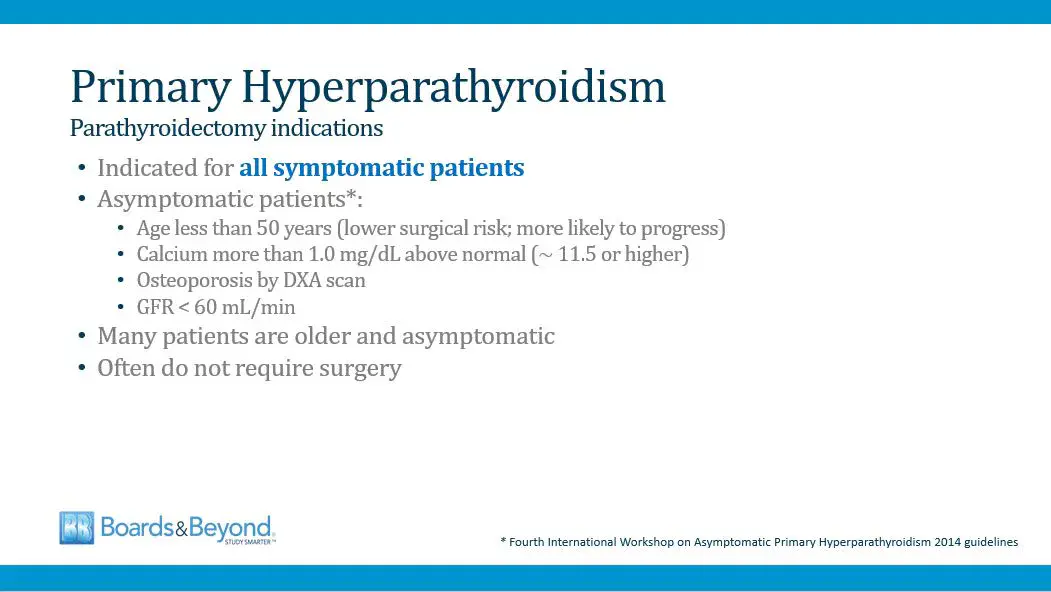 Primary Hyperparathyroidism
Parathyroidectomy indications
• Indicated for all symptomatic patients
• Asymptomatic patients*:
• Age less than 50 years (lower surgical risk; more likely to progress)
• Calcium more than 1.0 mg/dL above normal (~ 11.5 or higher)
• Osteoporosis by DXA scan
• GFR < 60 mL/min
• Many patients are older and asymptomatic
• Often do not require surgery
BB Boards&Beyond®
STUDY SMARTER™
* Fourth International Workshop on Asymptomatic Primary Hyperparathyroidism 2014 guidelines